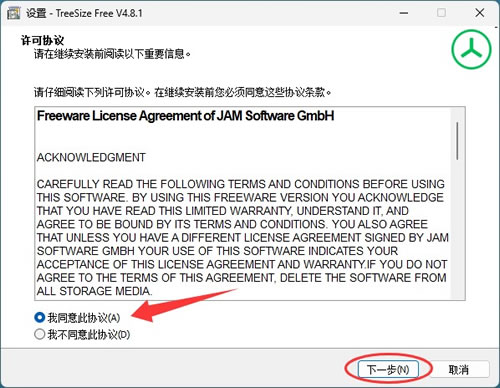 设置 - TreeSize Free V4.8.1
许可协议
请在继续安装前阅读以下重要信息。
请仔细阅读下列许可协议。在继续安装前您必须同意这些协议条款。
Freeware License Agreement of JAM Software GmbH
ACKNOWLEDGMENT
CAREFULLY READ THE FOLLOWING TERMS AND CONDITIONS BEFORE USING
THIS SOFTWARE. BY USING THIS FREEWARE VERSION YOU ACKNOWLEDGE
THAT YOU HAVE READ THIS LIMITED WARRANTY, UNDERSTAND IT, AND
AGREE TO BE BOUND BY ITS TERMS AND CONDITIONS. YOU ALSO AGREE
THAT UNLESS YOU HAVE A DIFFERENT LICENSE AGREEMENT SIGNED BY JAM
SOFTWARE GMBH YOUR USE OF THIS SOFTWARE INDICATES YOUR
ACCEPTANCE OF THIS LICENSE AGREEMENT AND WARRANTY.IF YOU DO NOT
AGREE TO THE TERMS OF THIS AGREEMENT, DELETE THE SOFTWARE FROM
ALL STORAGE MEDIA.
我同意此协议(A)
我不同意此协议(D)
下一步(N)
取消